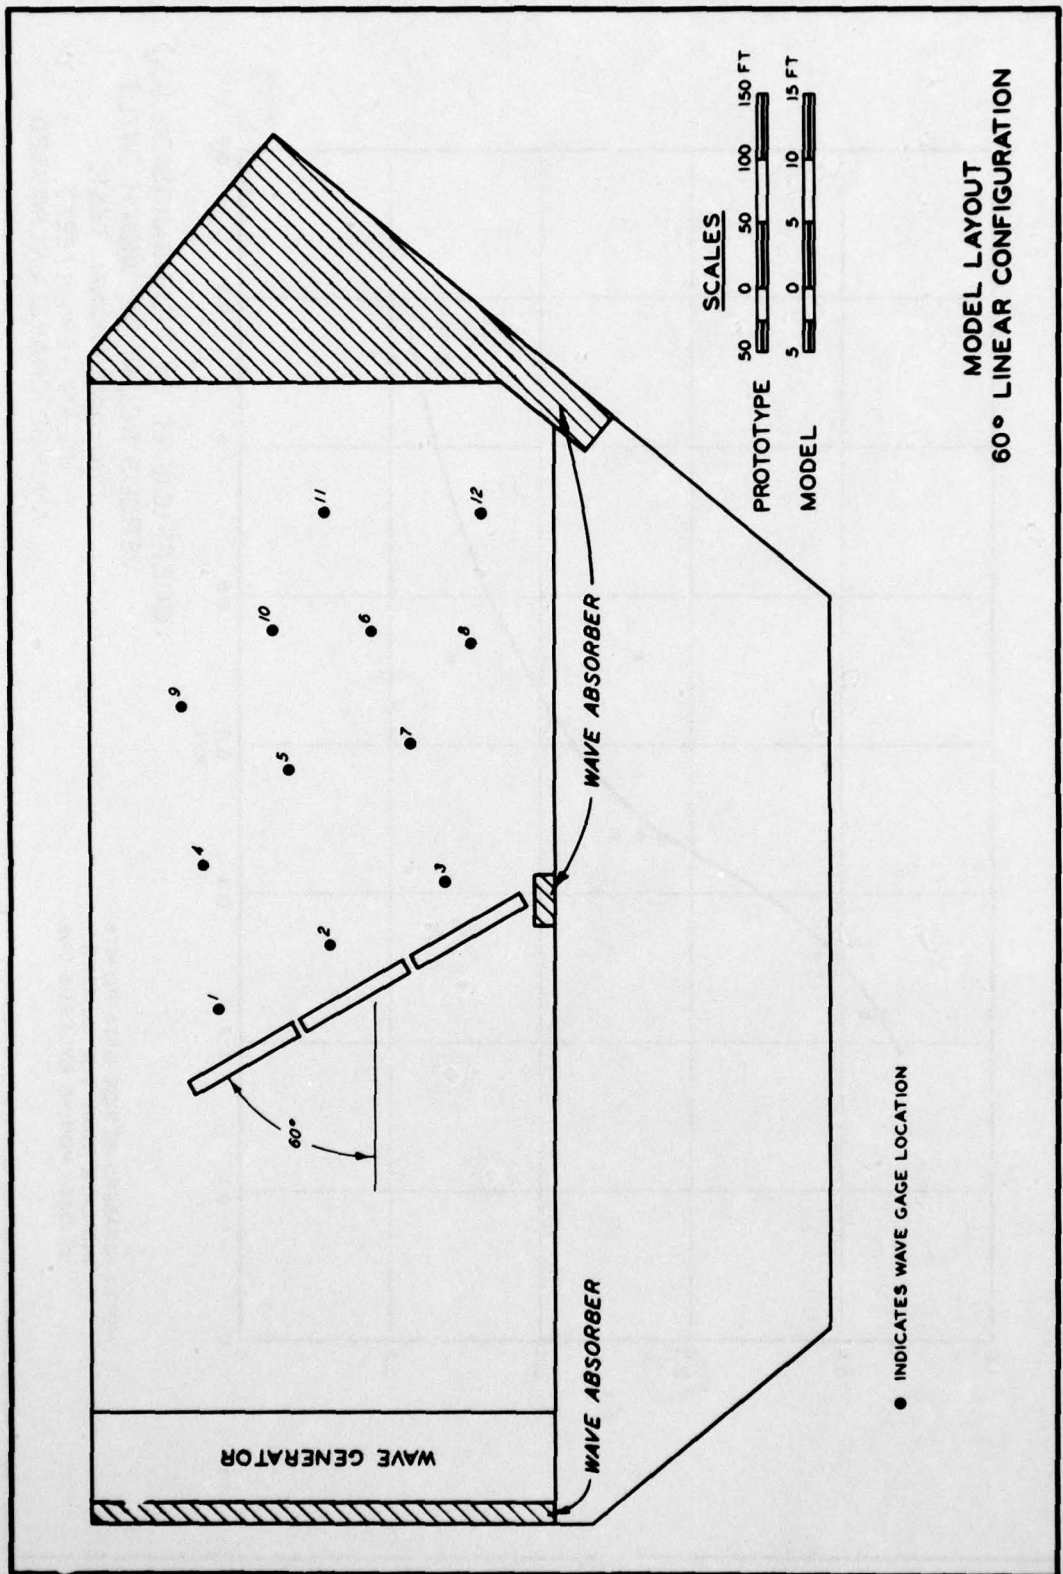 WAVE GENERATOR
WAVE ABSORBER
WAVE ABSORBER
60°
1
2
3
4
5
6
7
8
9
10
11
12
● INDICATES WAVE GAGE LOCATION
SCALES
PROTOTYPE 50 0 50 100 150 FT
MODEL 5 0 5 10 15 FT
MODEL LAYOUT
60° LINEAR CONFIGURATION